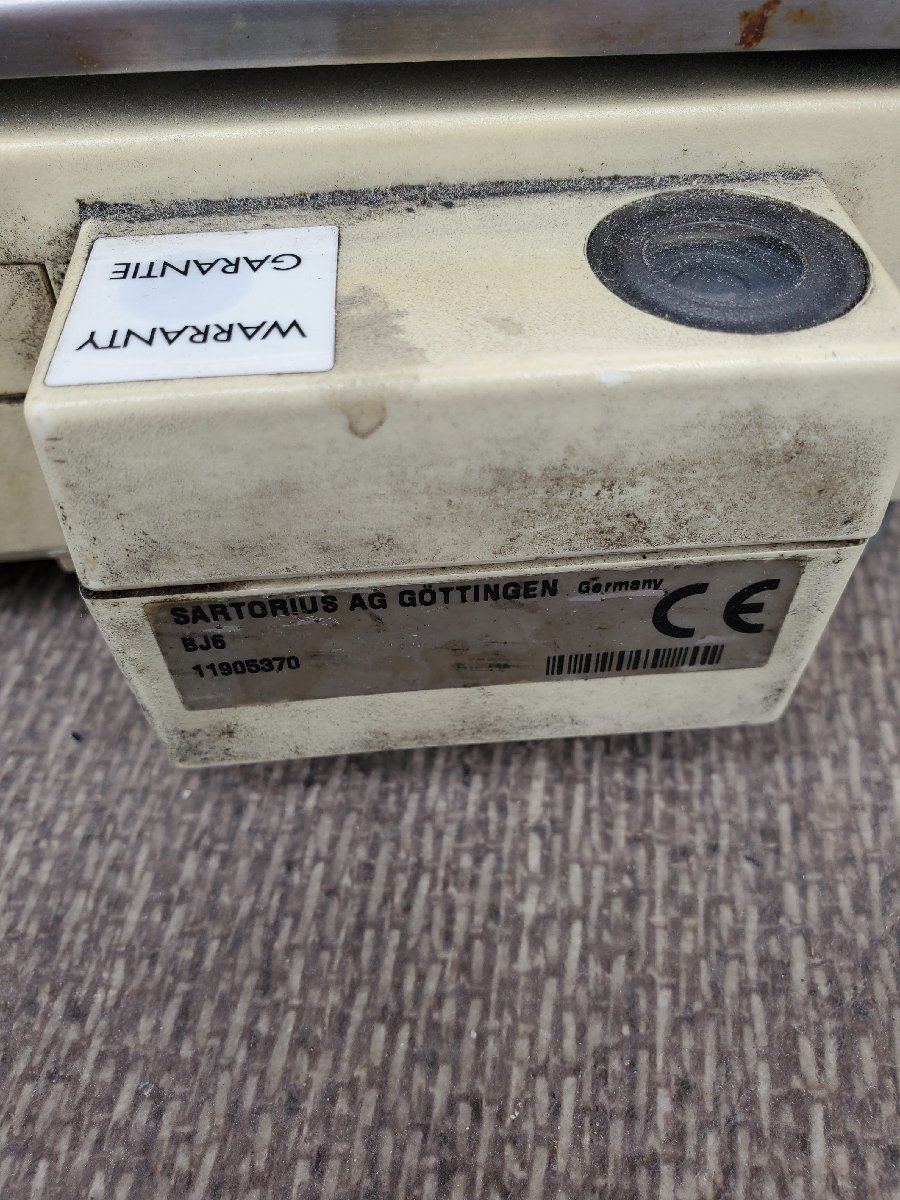 WARRANTY
GARANTIE
SARTORIUS AG GÖTTINGEN Germany
BJ6
11905370
CE